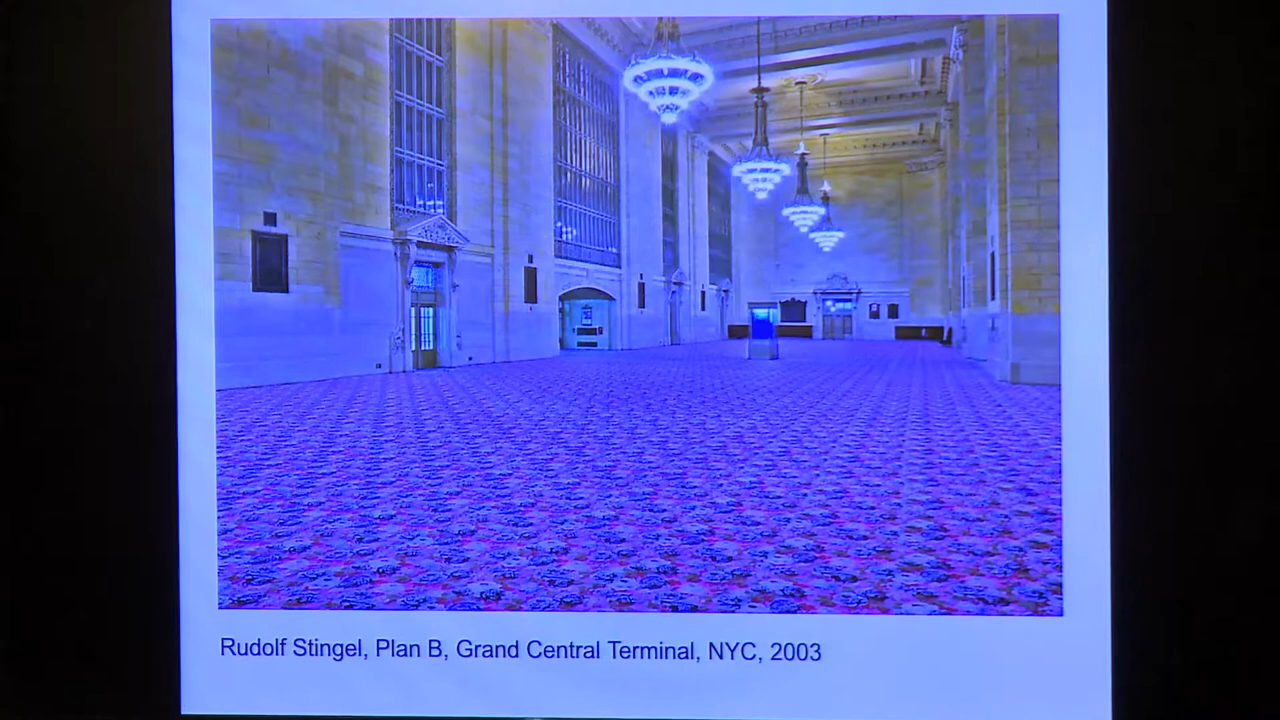 Rudolf Stingel, Plan B, Grand Central Terminal, NYC, 2003